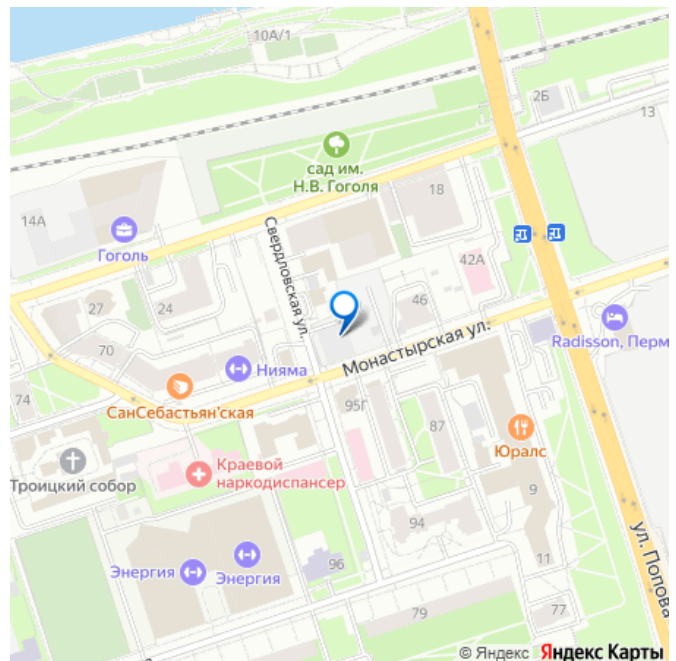 10А/1
2Б
13
сад им.
Н.В. Гоголя
18
14А
Гоголь
Свердловская ул.
42А
27
24
46
Radisson, Перм
70
Монастырская ул.
Нияма
74
СанСебастьян'ская
95Г
87
Юралс
Троицкий собор
Краевой
наркодиспансер
9
94
ул. Попова
Энергия
Энергия
96
11
79
77
© Яндекс Яндекс Карты